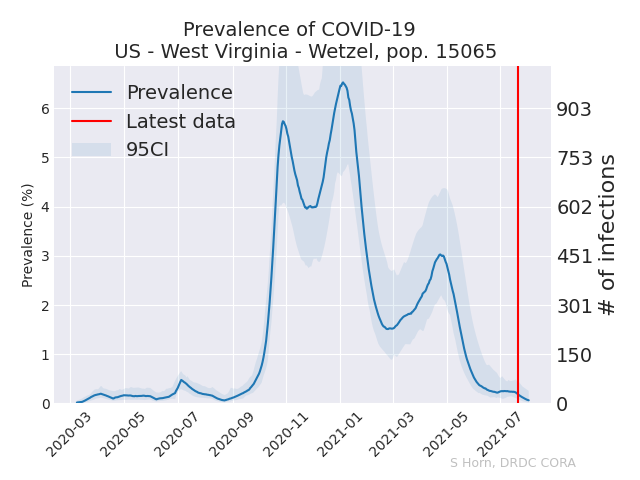 Prevalence of COVID-19
US - West Virginia - Wetzel, pop. 15065
Prevalence
Latest data
95CI
Prevalence (%)
6
5
4
3
2
1
0
903
753
602
451
301
150
0
# of infections
2020-03
2020-05
2020-07
2020-09
2020-11
2021-01
2021-03
2021-05
2021-07
S Horn, DRDC CORA